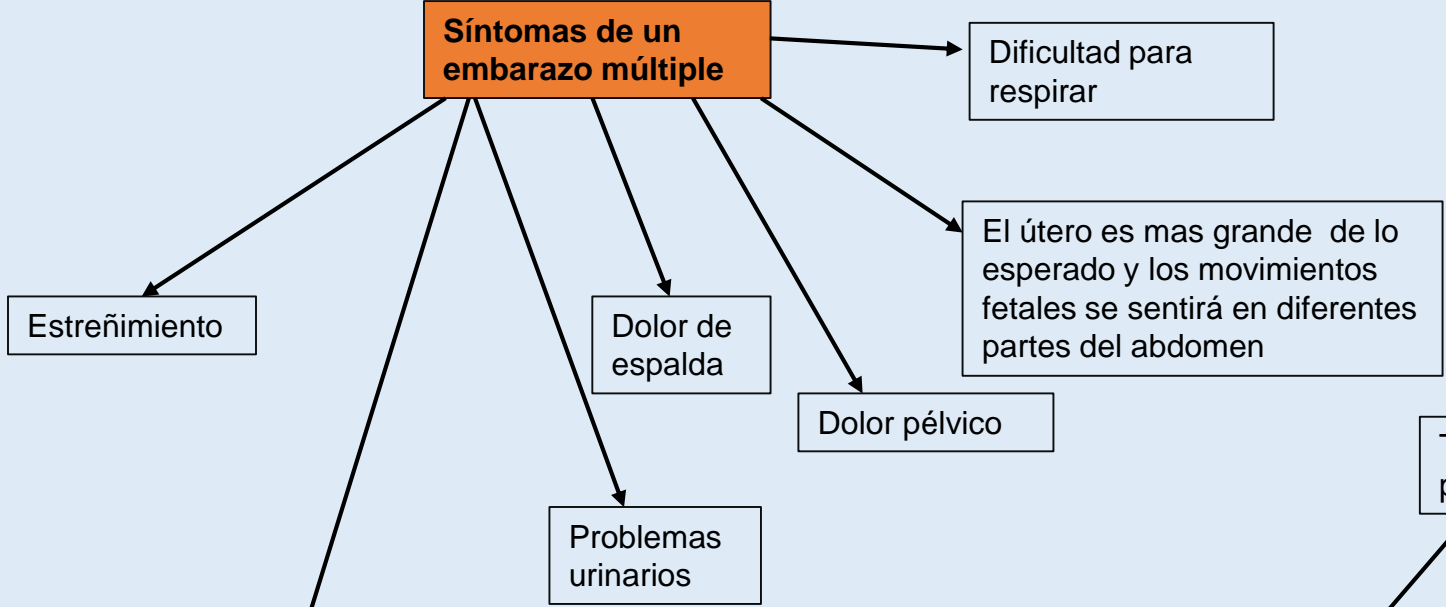 Síntomas de un
embarazo múltiple
Dificultad para
respirar
El útero es mas grande de lo
esperado y los movimientos
fetales se sentirá en diferentes
partes del abdomen
Estreñimiento
Dolor de
espalda
Dolor pélvico
Problemas
urinarios